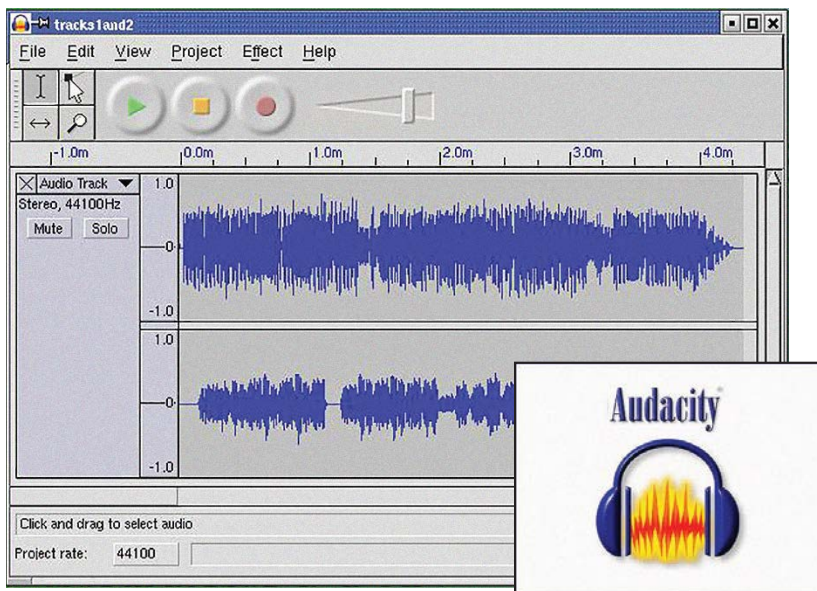 tracks1and2
File Edit View Project Effect Help
-1.0m 0.0m 1.0m 2.0m 3.0m 4.0m
Audio Track 1.0
Stereo, 44100Hz
Mute Solo
0
-1.0
1.0
0
-1.0
Audacity
Click and drag to select audio
Project rate: 44100